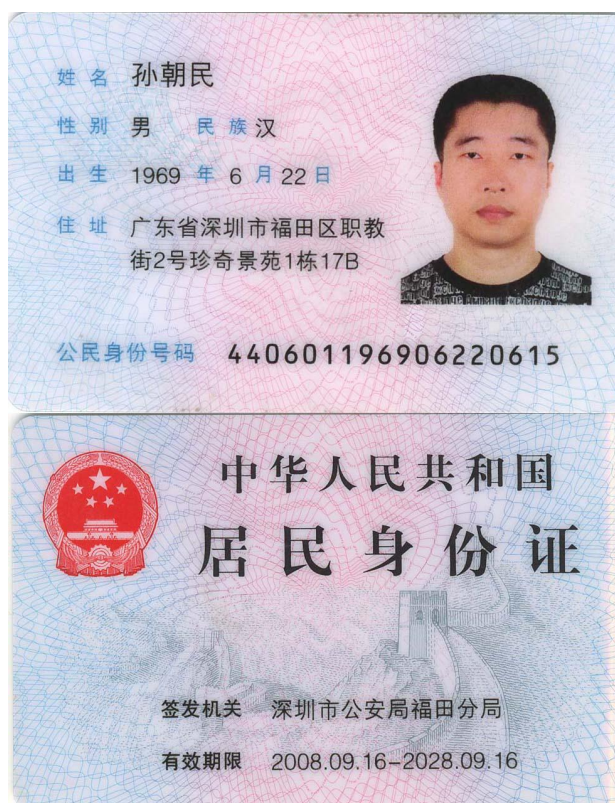 姓名 孙朝民
性别 男 民族 汉
出生 1969 年 6 月 22 日
住址 广东省深圳市福田区职教
街2号珍奇景苑1栋17B
公民身份号码 440601196906220615
中华人民共和国
居民身份证
签发机关 深圳市公安局福田分局
有效期限 2008.09.16-2028.09.16